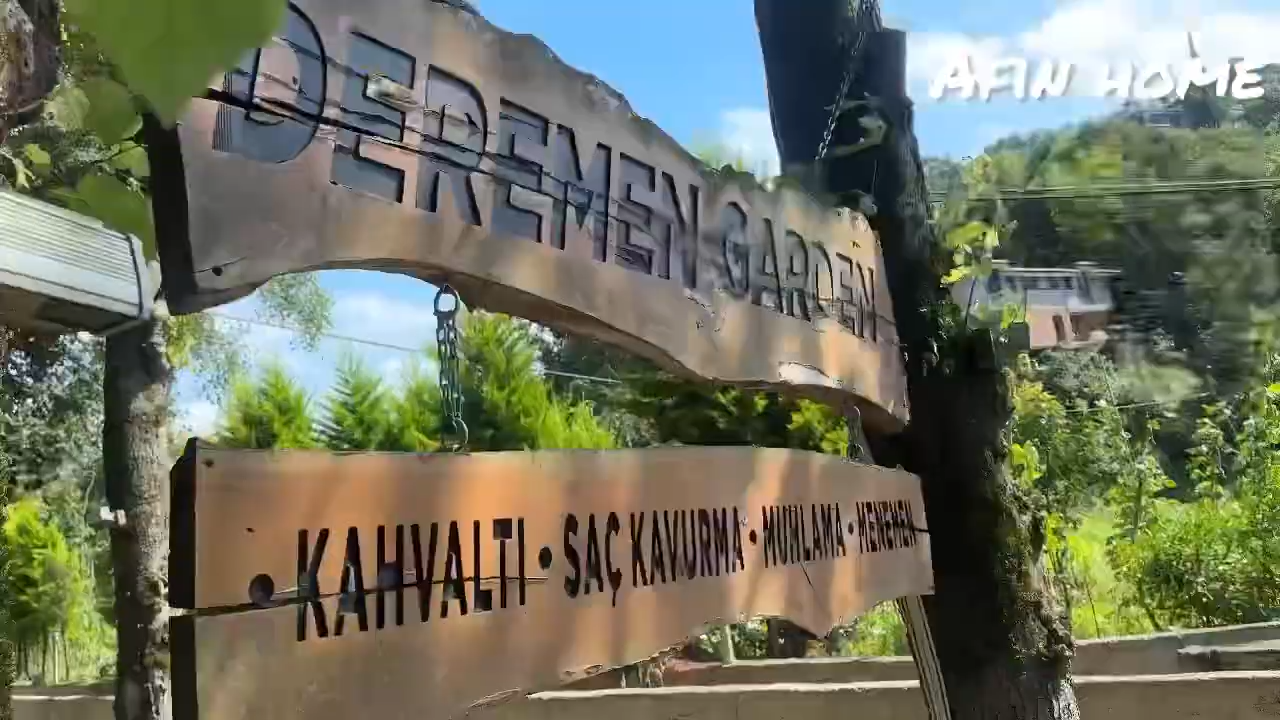 AFIN HOME
DEREMEN GARDEN
• KAHVALTI • SAÇ KAVURMA • MUHLAMA • MENEMEN